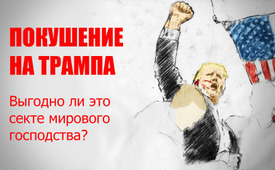 ПОКУШЕНИЕ
НА ТРАМПА
Выгодно ли это
секте мирового
господства?